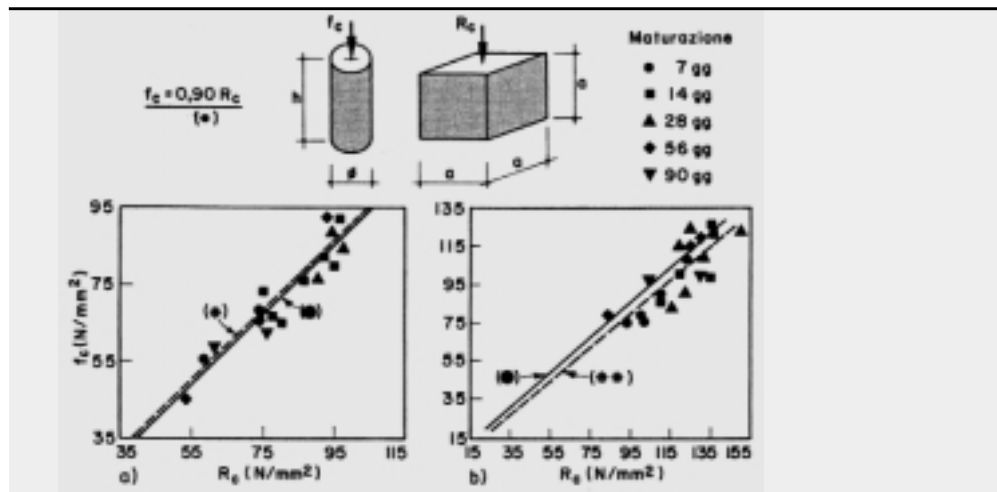 fc
Rc
Maturazione
● 7 gg
■ 14 gg
▲ 28 gg
◆ 56 gg
▼ 90 gg
fc = 0,90 Rc
(●)
h
ø
a
a
a
95
75
55
35
fc (N/mm²)
(●)
(●)
35 55 75 95 115
a) Rc (N/mm²)
135
115
95
75
55
35
15
(●)
(●●)
15 35 55 75 95 115 135 155
b) Rc (N/mm²)